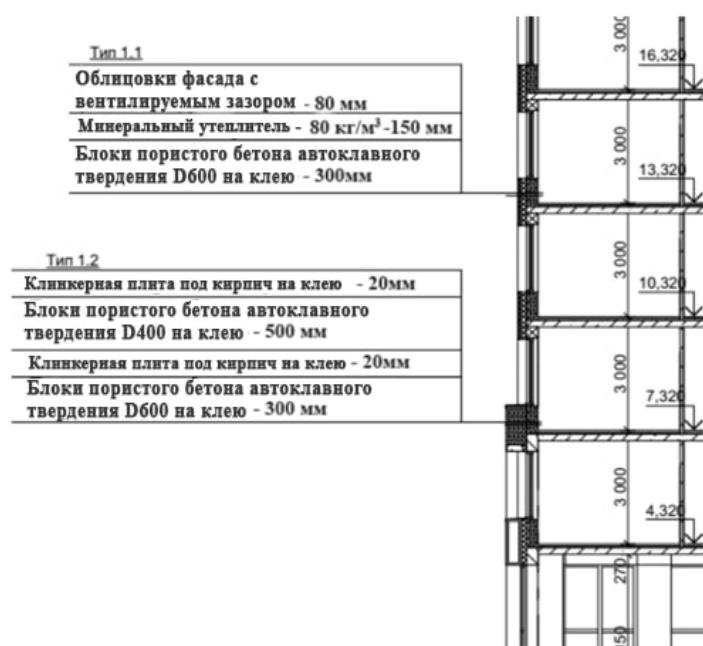 Тип 1.1
Облицовки фасада с
вентилируемым зазором - 80 мм
Минеральный утеплитель - 80 кг/м³-150 мм
Блоки пористого бетона автоклавного
твердения D600 на клею - 300мм
Тип 1.2
Клинкерная плита под кирпич на клею - 20мм
Блоки пористого бетона автоклавного
твердения D400 на клею - 500 мм
Клинкерная плита под кирпич на клею - 20мм
Блоки пористого бетона автоклавного
твердения D600 на клею - 300 мм
3 000
16,320
3 000
13,320
3 000
10,320
3 000
7,320
3 000
4,320
270